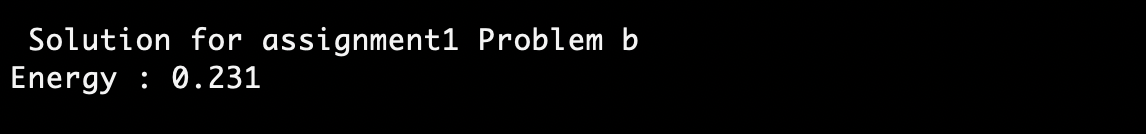 Solution for assignment1 Problem b
Energy : 0.231